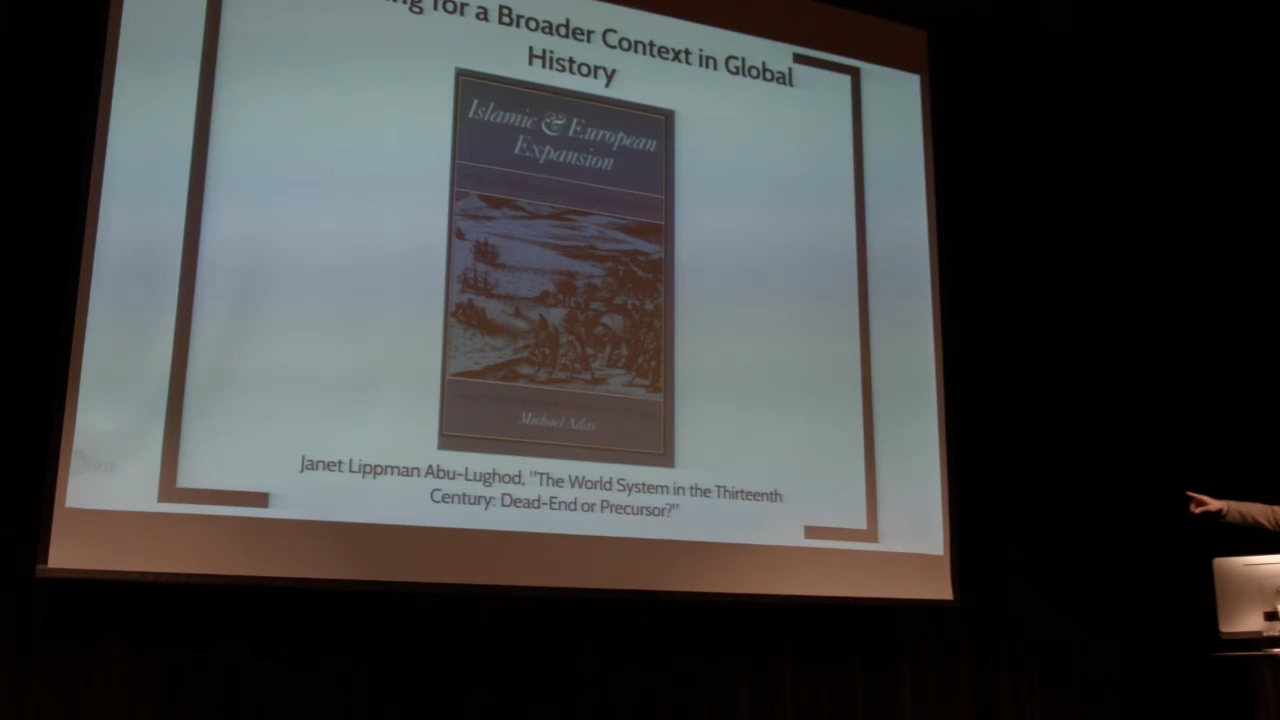 for a Broader Context in Global
History
Islamic & European
Expansion
Michael Adas
Janet Lippman Abu-Lughod, "The World System in the Thirteenth
Century: Dead-End or Precursor?"